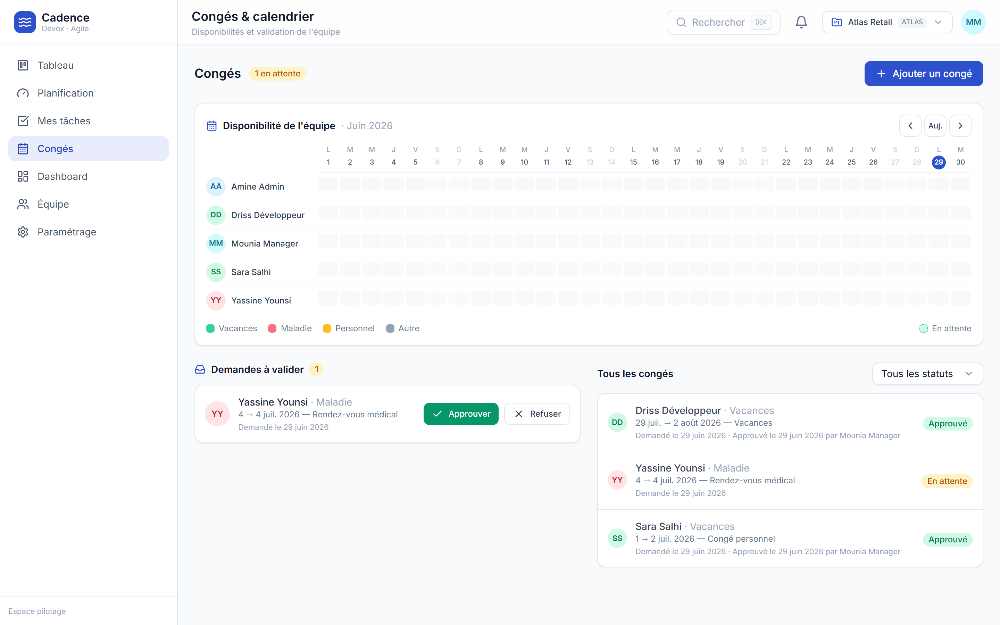 Cadence
Devox · Agile
Congés & calendrier
Disponibilités et validation de l'équipe
Rechercher ⌘K
Atlas Retail ATLAS
MM
Tableau
Planification
Mes tâches
Congés
Dashboard
Équipe
Paramétrage
Espace pilotage
Congés 1 en attente
Ajouter un congé
Disponibilité de l'équipe · Juin 2026
Auj.
L M M J V S D L M M J V S D L M M J V S D L M M J V S D L M
1 2 3 4 5 6 7 8 9 10 11 12 13 14 15 16 17 18 19 20 21 22 23 24 25 26 27 28 29 30
AA Amine Admin
DD Driss Développeur
MM Mounia Manager
SS Sara Salhi
YY Yassine Younsi
Vacances Maladie Personnel Autre En attente
Demandes à valider 1
YY
Yassine Younsi · Maladie
4 → 4 juil. 2026 — Rendez-vous médical
Demandé le 29 juin 2026
Approuver
Refuser
Tous les congés
Tous les statuts
DD
Driss Développeur · Vacances
29 juil. → 2 août 2026 — Vacances
Demandé le 29 juin 2026 · Approuvé le 29 juin 2026 par Mounia Manager
Approuvé
YY
Yassine Younsi · Maladie
4 → 4 juil. 2026 — Rendez-vous médical
Demandé le 29 juin 2026
En attente
SS
Sara Salhi · Vacances
1 → 2 juil. 2026 — Congé personnel
Demandé le 29 juin 2026 · Approuvé le 29 juin 2026 par Mounia Manager
Approuvé